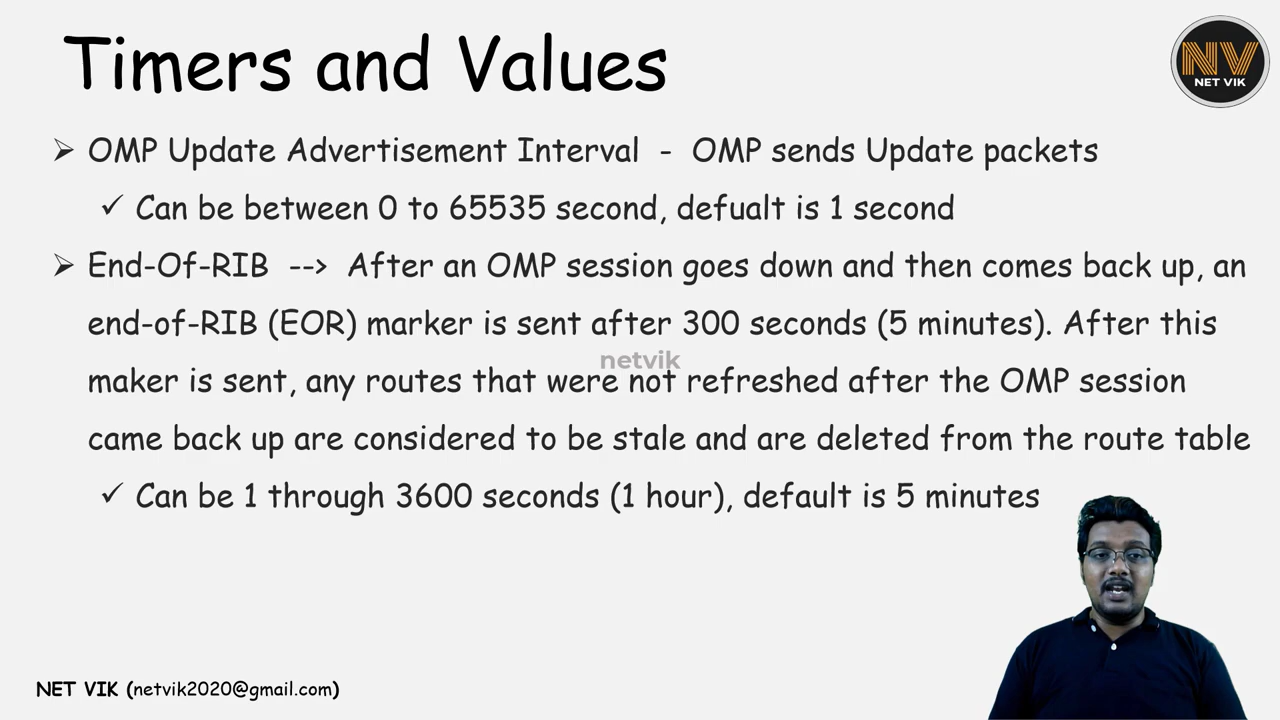 Timers and Values
NV
NET VIK
➢ OMP Update Advertisement Interval - OMP sends Update packets
✓ Can be between 0 to 65535 second, defualt is 1 second
➢ End-Of-RIB --> After an OMP session goes down and then comes back up, an
end-of-RIB (EOR) marker is sent after 300 seconds (5 minutes). After this
netvik
maker is sent, any routes that were not refreshed after the OMP session
came back up are considered to be stale and are deleted from the route table
✓ Can be 1 through 3600 seconds (1 hour), default is 5 minutes
NET VIK (netvik2020@gmail.com)